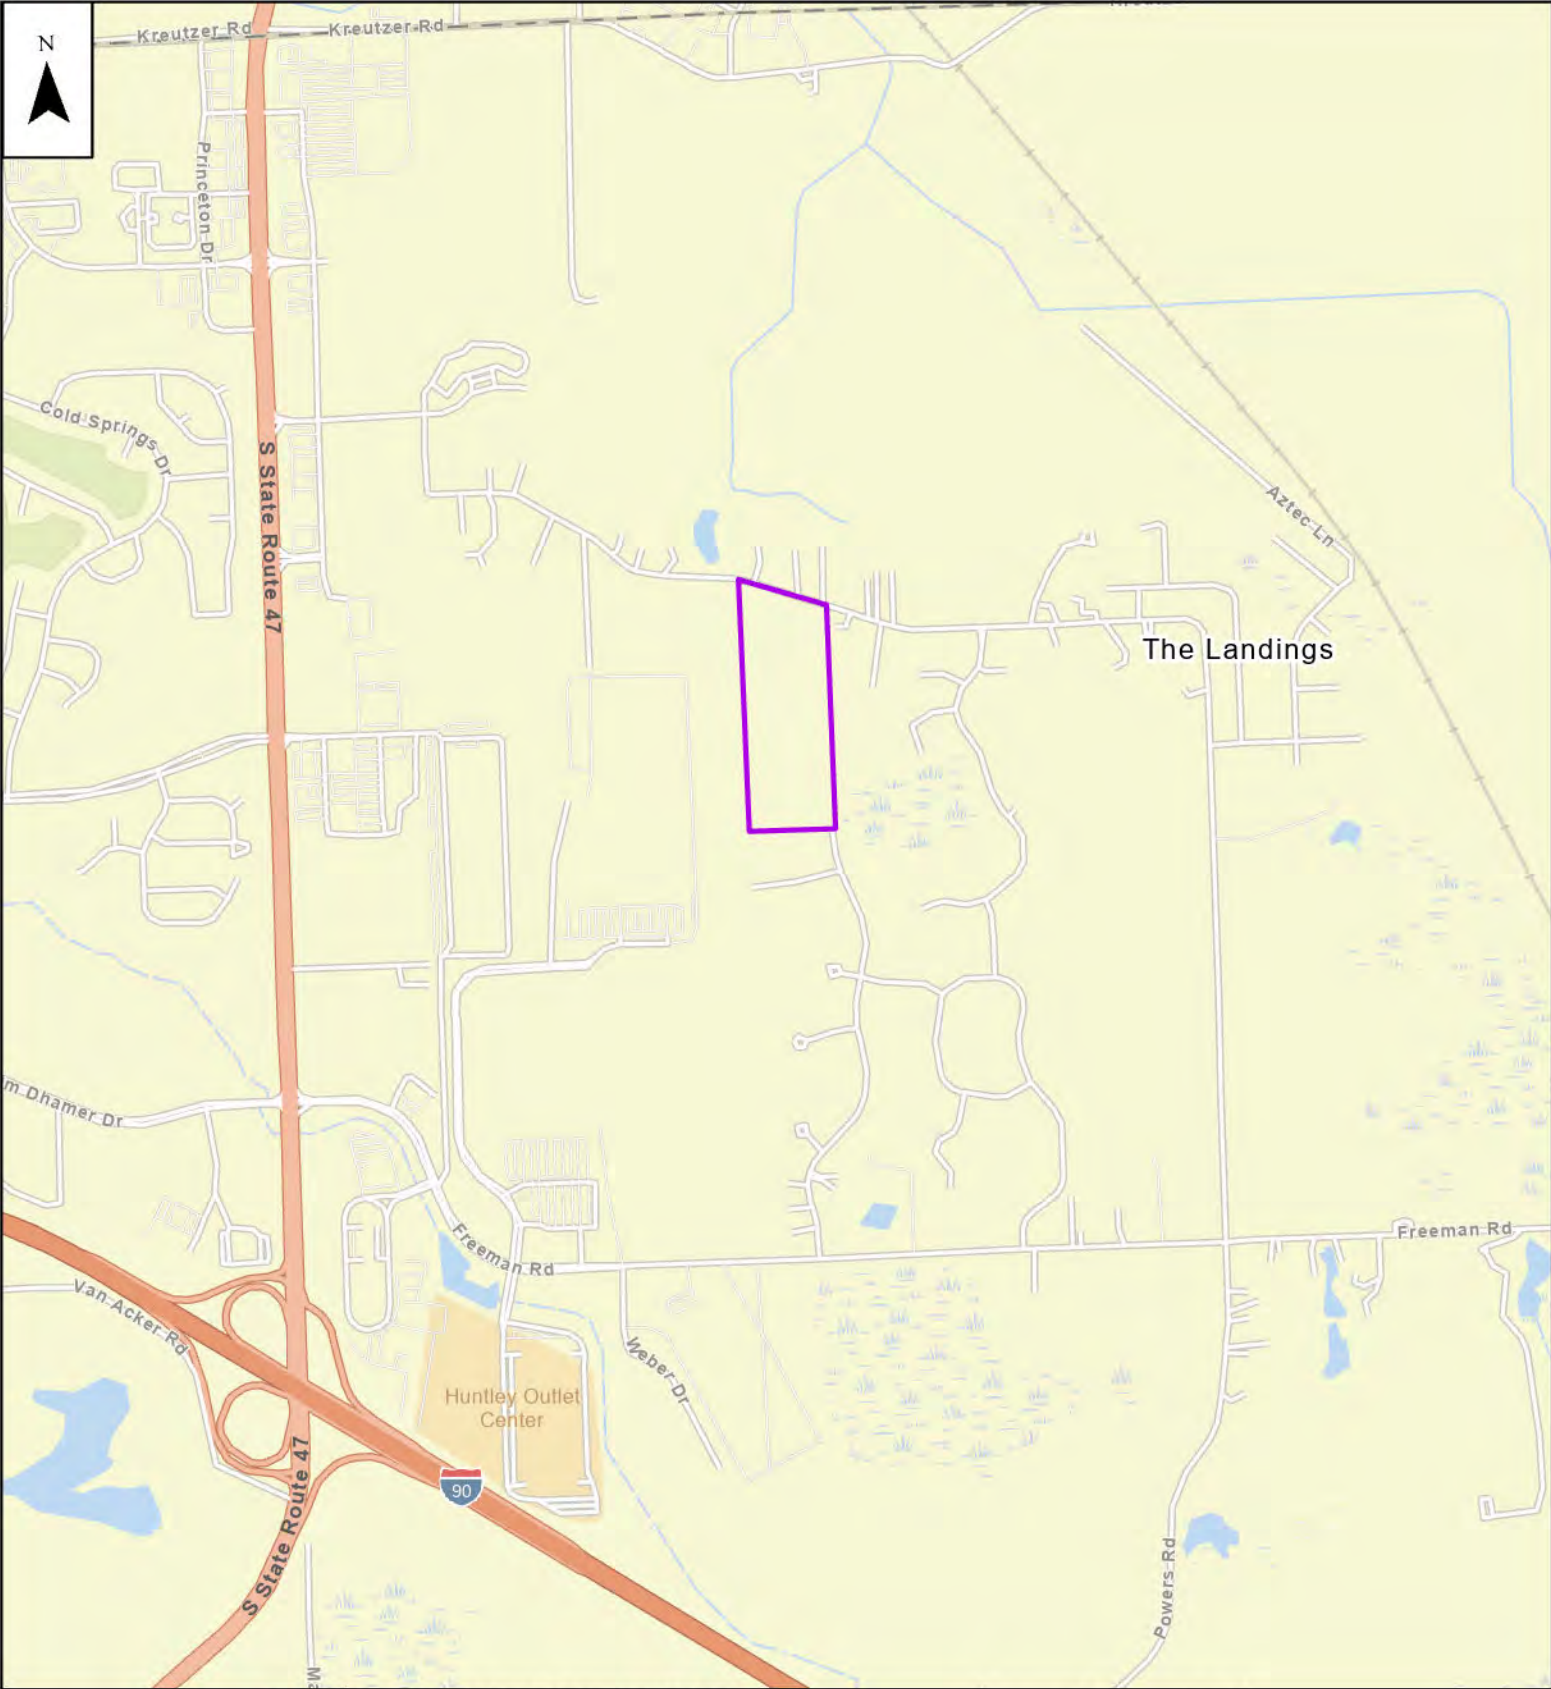 Kreutzer Rd
Kreutzer Rd
N
Princeton Dr
Cold Springs Dr
S State Route 47
Aztec Ln
The Landings
m Dhamer Dr
Freeman Rd
Freeman Rd
Van Acker Rd
Weber Dr
Huntley Outlet
Center
90
S State Route 47
Powers Rd
Ma